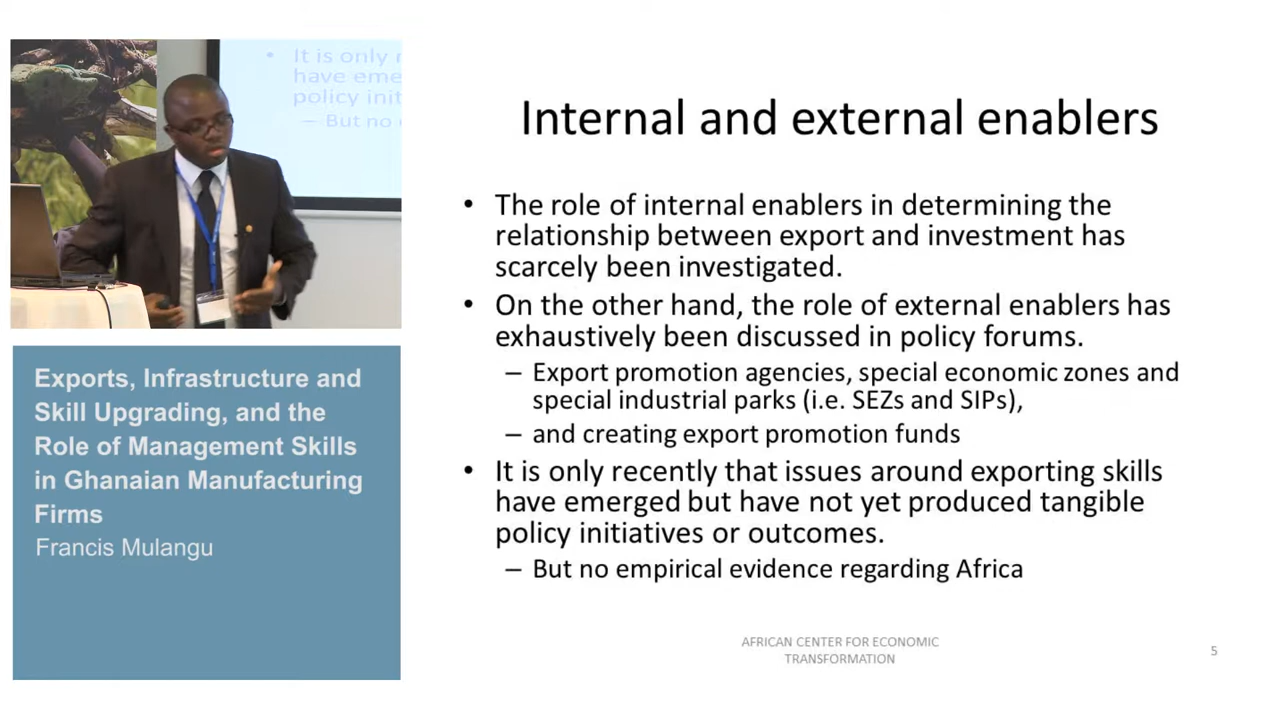 It is only
have eme
policy init
– But no
Internal and external enablers
• The role of internal enablers in determining the
relationship between export and investment has
scarcely been investigated.
• On the other hand, the role of external enablers has
exhaustively been discussed in policy forums.
– Export promotion agencies, special economic zones and
special industrial parks (i.e. SEZs and SIPs),
– and creating export promotion funds
• It is only recently that issues around exporting skills
have emerged but have not yet produced tangible
policy initiatives or outcomes.
– But no empirical evidence regarding Africa
Exports, Infrastructure and
Skill Upgrading, and the
Role of Management Skills
in Ghanaian Manufacturing
Firms
Francis Mulangu
AFRICAN CENTER FOR ECONOMIC
TRANSFORMATION
5